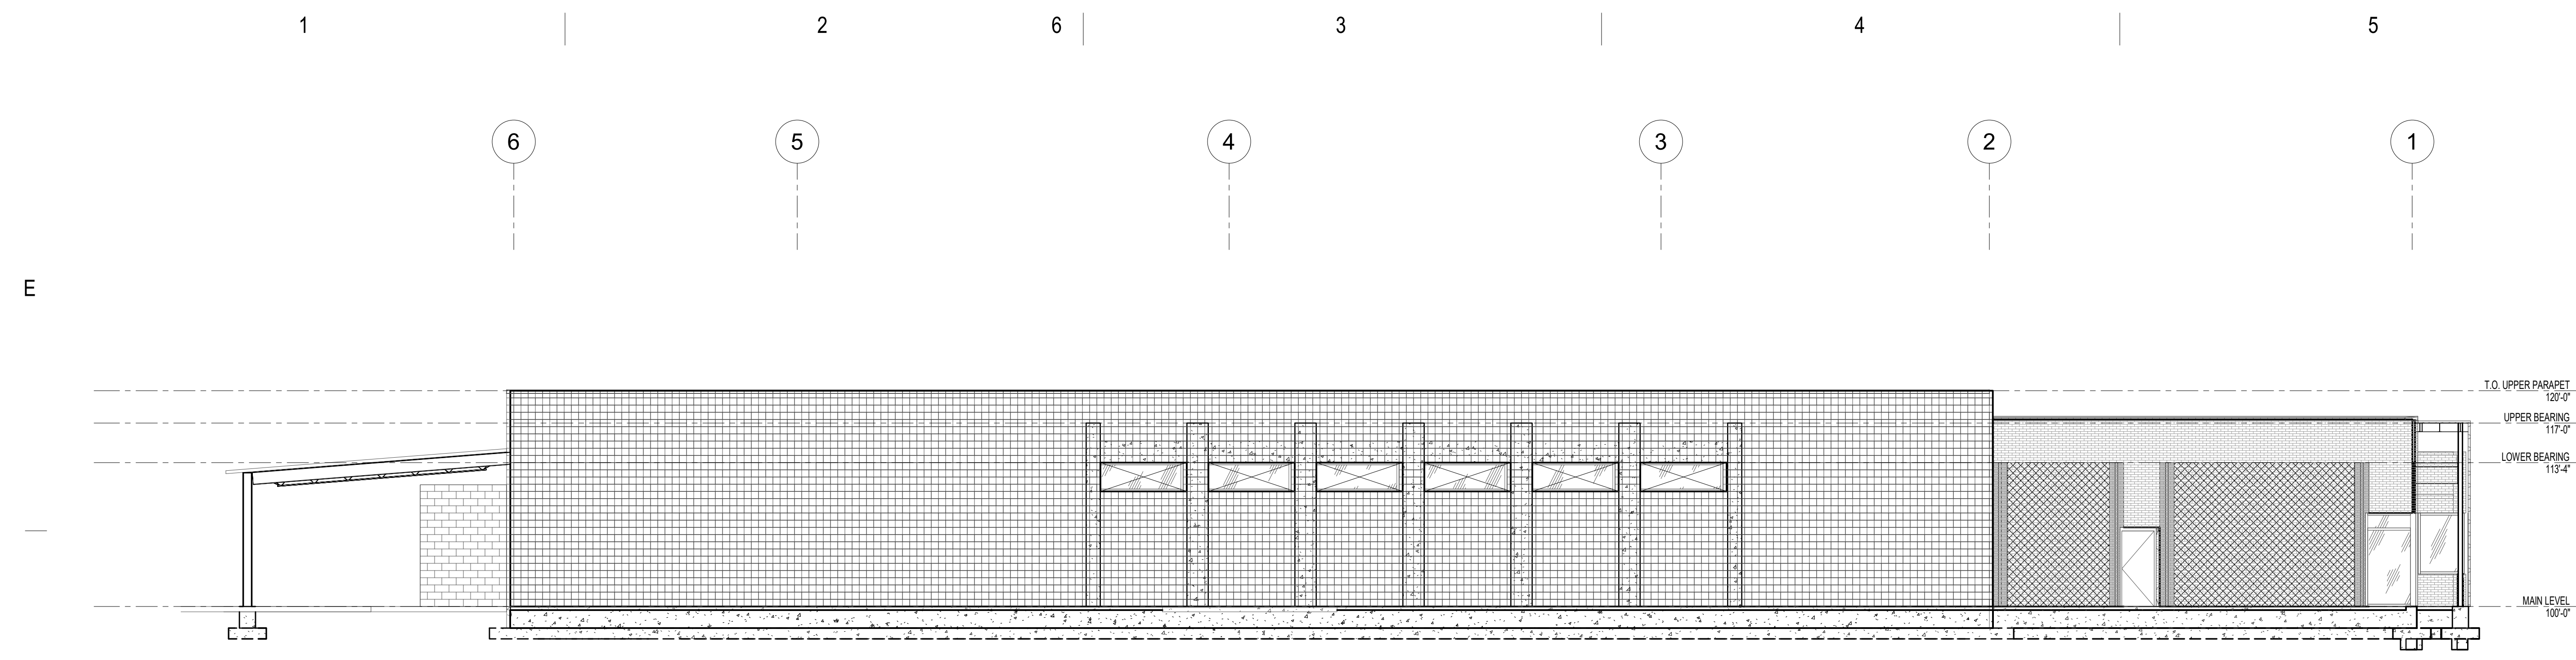 1 2 6 3 4 5
6 5 4 3 2 1
E
T.O. UPPER PARAPET
120'-0"
UPPER BEARING
117'-0"
LOWER BEARING
113'-4"
MAIN LEVEL
100'-0"